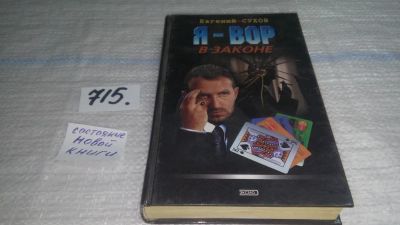 Евгений СУХОВ
Я - ВОР
В ЗАКОНЕ
715.
состояние
новой
книги